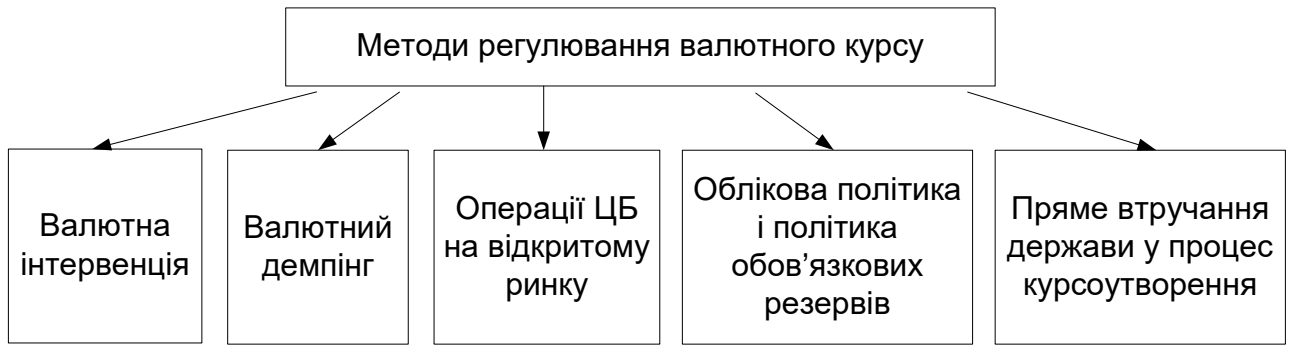 Методи регулювання валютного курсу
Валютна
інтервенція
Валютний
демпінг
Операції ЦБ
на відкритому
ринку
Облікова політика
і політика
обов’язкових
резервів
Пряме втручання
держави у процес
курсоутворення